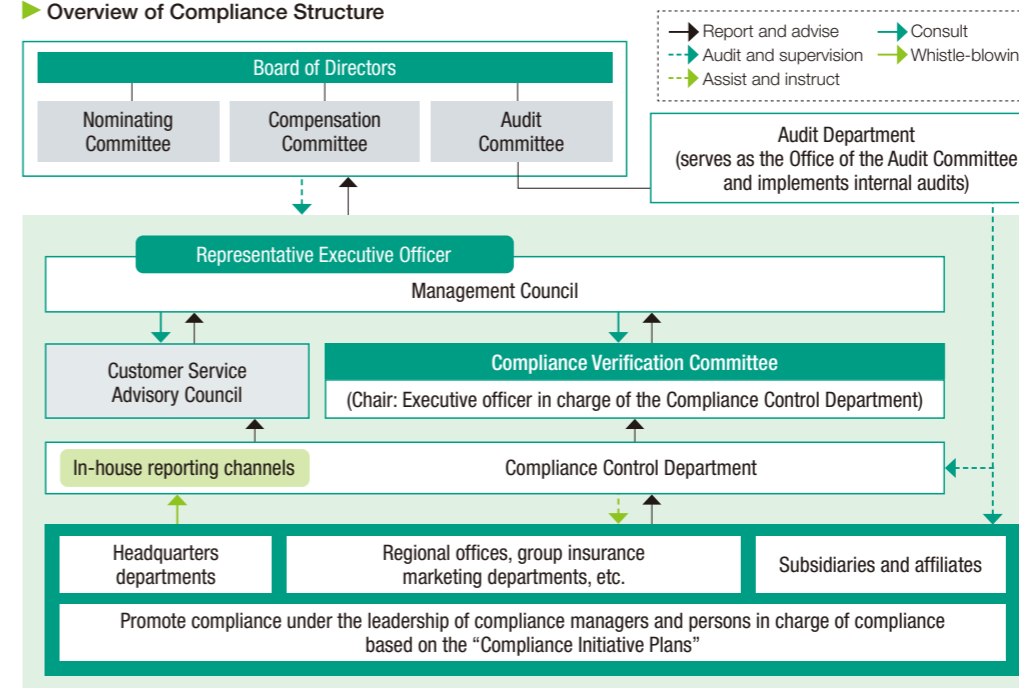 Overview of Compliance Structure
Report and advise
Consult
Audit and supervision
Whistle-blowin
Assist and instruct
Board of Directors
Nominating
Committee
Compensation
Committee
Audit
Committee
Audit Department
(serves as the Office of the Audit Committee
and implements internal audits)
Representative Executive Officer
Management Council
Customer Service
Advisory Council
Compliance Verification Committee
(Chair: Executive officer in charge of the Compliance Control Department)
In-house reporting channels
Compliance Control Department
Headquarters
departments
Regional offices, group insurance
marketing departments, etc.
Subsidiaries and affiliates
Promote compliance under the leadership of compliance managers and persons in charge of compliance
based on the “Compliance Initiative Plans”